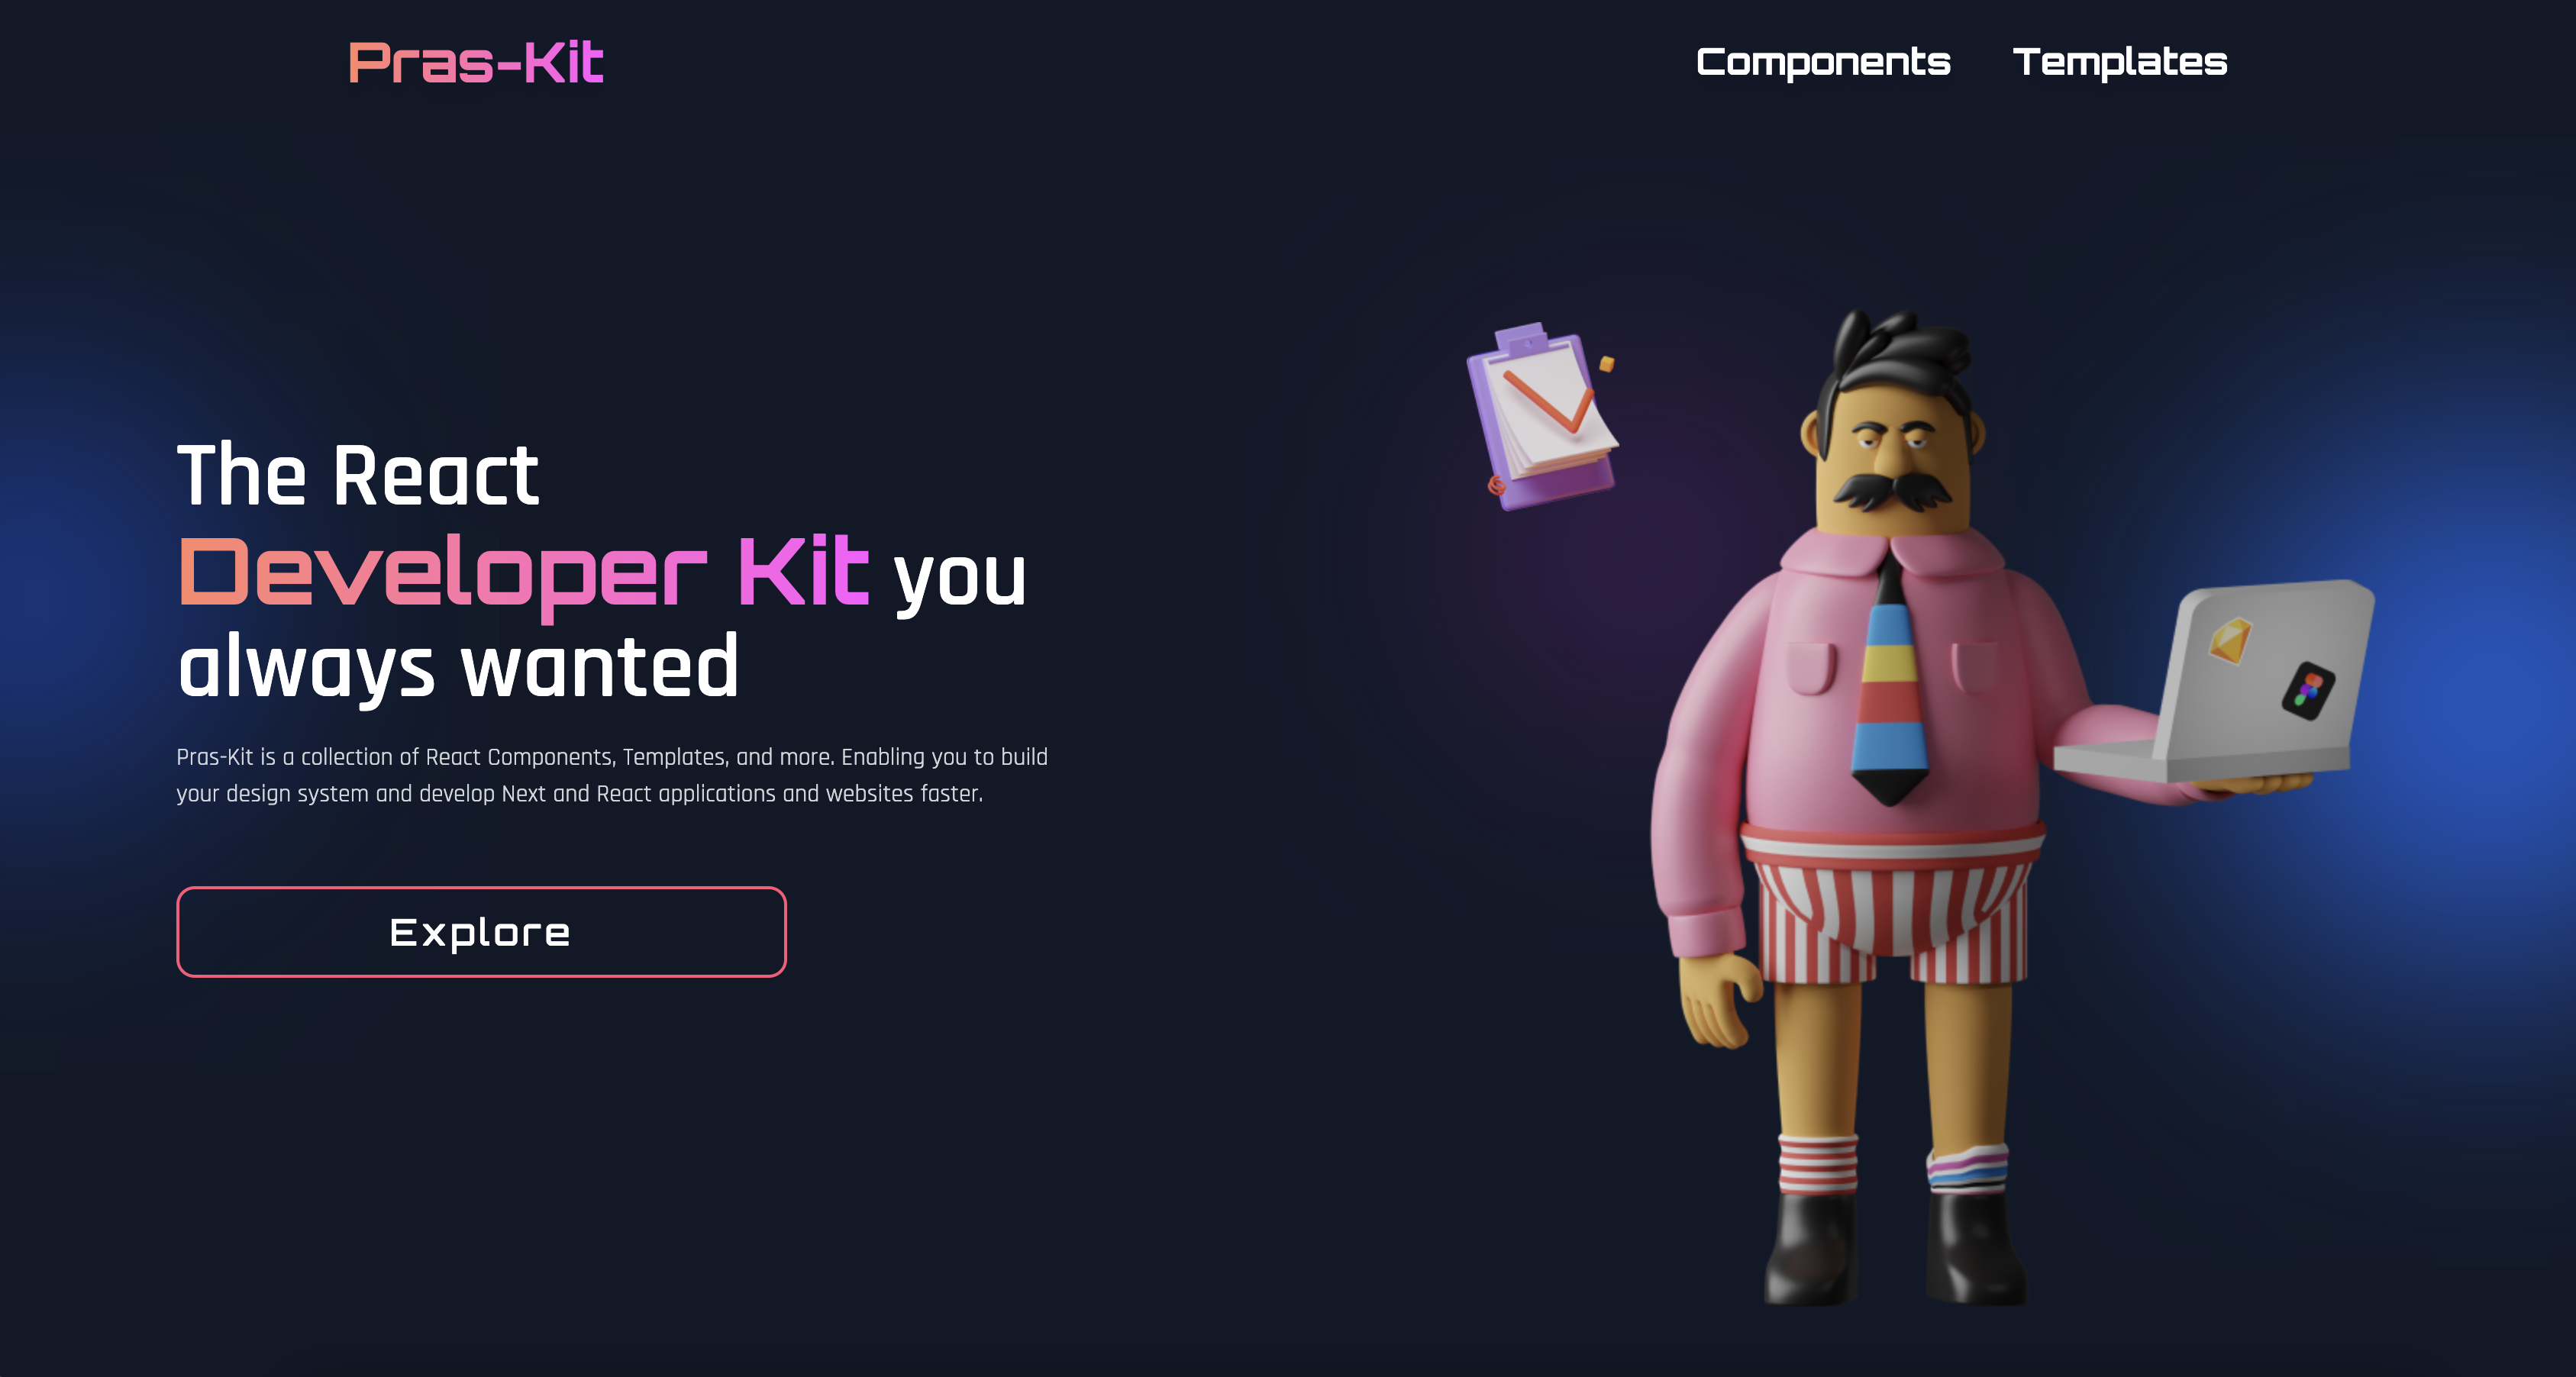 Pras-Kit
Components
Templates
The React
Developer Kit you
always wanted
Pras-Kit is a collection of React Components, Templates, and more. Enabling you to build
your design system and develop Next and React applications and websites faster.
Explore